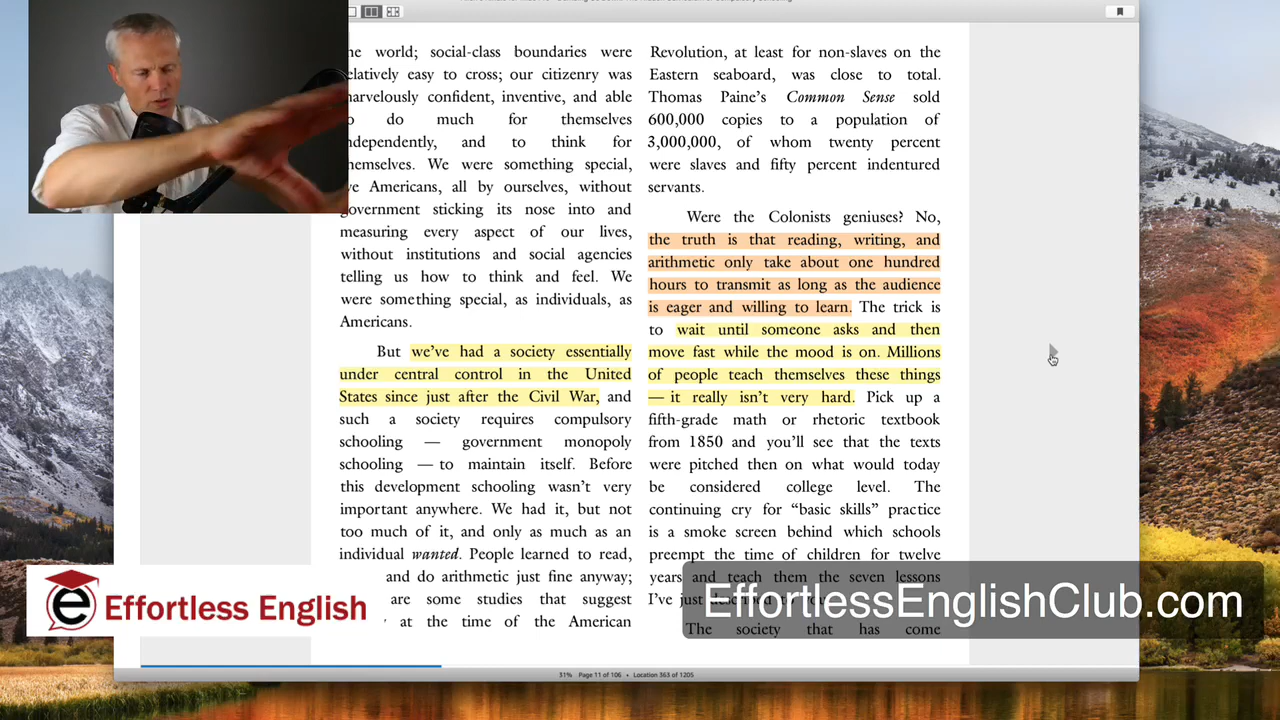 the world; social-class boundaries were
relatively easy to cross; our citizenry was
marvelously confident, inventive, and able
do much for themselves
independently, and to think for
themselves. We were something special,
we Americans, all by ourselves, without
government sticking its nose into and
measuring every aspect of our lives,
without institutions and social agencies
telling us how to think and feel. We
were something special, as individuals, as
Americans.
But we've had a society essentially
under central control in the United
States since just after the Civil War, and
such a society requires compulsory
schooling — government monopoly
schooling — to maintain itself. Before
this development schooling wasn't very
important anywhere. We had it, but not
too much of it, and only as much as an
individual wanted. People learned to read,
and do arithmetic just fine anyway;
are some studies that suggest
at the time of the American
Revolution, at least for non-slaves on the
Eastern seaboard, was close to total.
Thomas Paine's Common Sense sold
600,000 copies to a population of
3,000,000, of whom twenty percent
were slaves and fifty percent indentured
servants.
Were the Colonists geniuses? No,
the truth is that reading, writing, and
arithmetic only take about one hundred
hours to transmit as long as the audience
is eager and willing to learn. The trick is
to wait until someone asks and then
move fast while the mood is on. Millions
of people teach themselves these things
— it really isn't very hard. Pick up a
fifth-grade math or rhetoric textbook
from 1850 and you'll see that the texts
were pitched then on what would today
be considered college level. The
continuing cry for “basic skills” practice
is a smoke screen behind which schools
preempt the time of children for twelve
years and teach them the seven lessons
I've just
The society that has come
31% Page 11 of 106 • Location 363 of 1205
e Effortless English
EffortlessEnglishClub.com